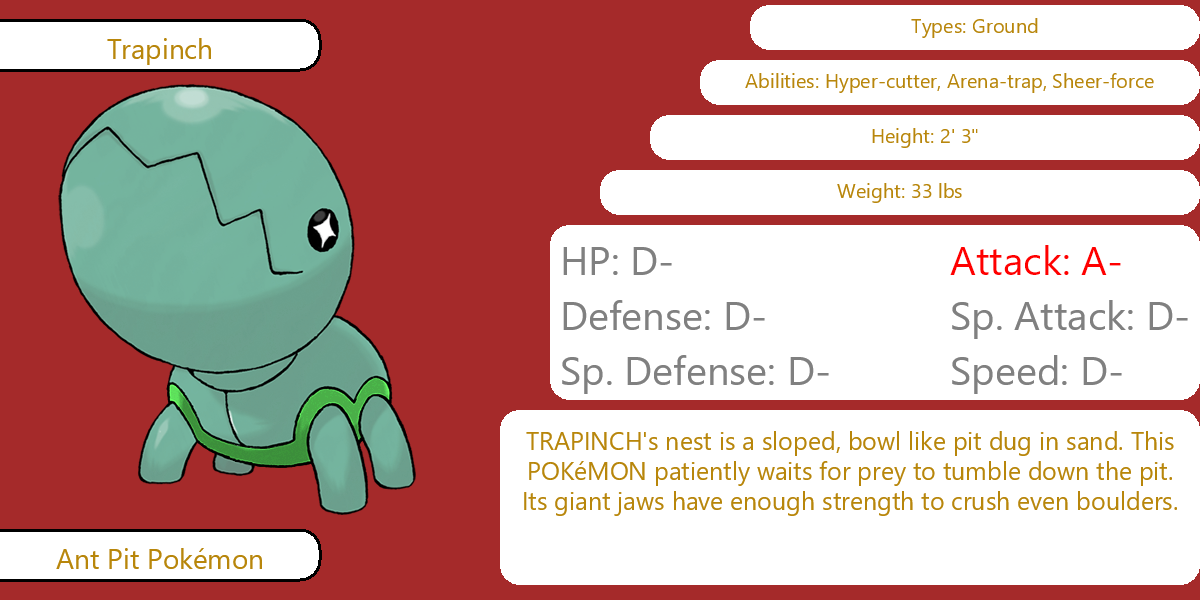 Trapinch
Types: Ground
Abilities: Hyper-cutter, Arena-trap, Sheer-force
Height: 2' 3"
Weight: 33 lbs
HP: D-
Attack: A-
Defense: D-
Sp. Attack: D-
Sp. Defense: D-
Speed: D-
TRAPINCH's nest is a sloped, bowl like pit dug in sand. This
POKéMON patiently waits for prey to tumble down the pit.
Its giant jaws have enough strength to crush even boulders.
Ant Pit Pokémon